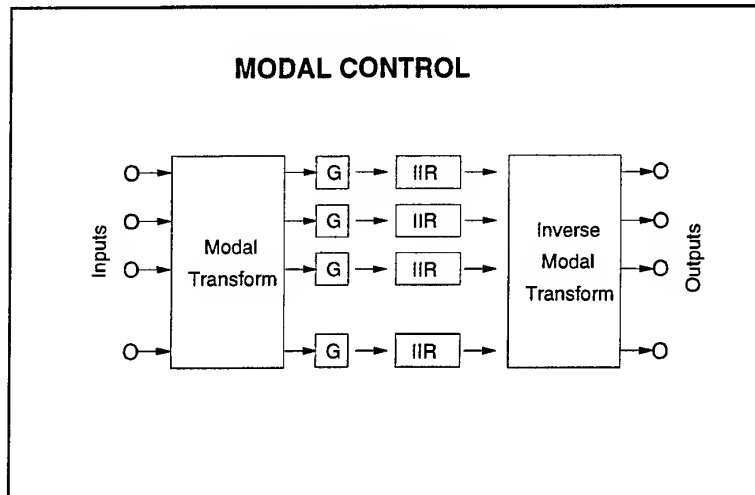 MODAL CONTROL
Inputs
Modal
Transform
G
IIR
G
IIR
G
IIR
G
IIR
Inverse
Modal
Transform
Outputs